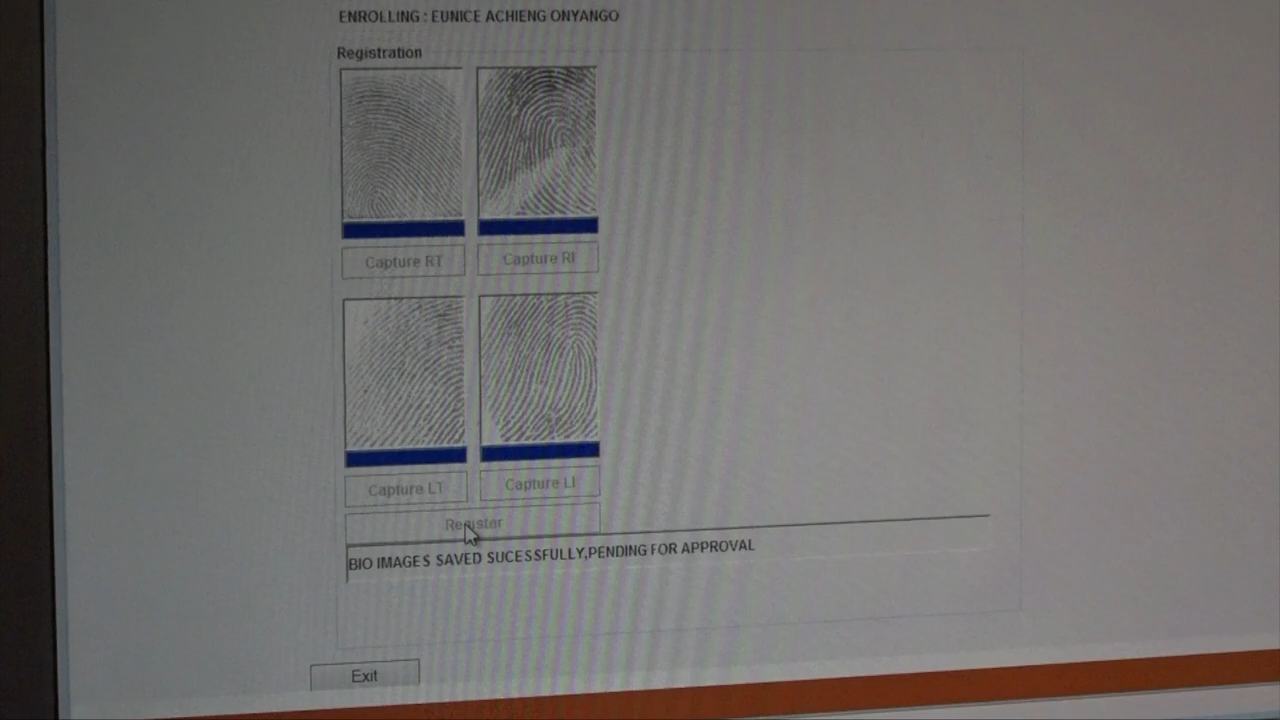 ENROLLING : EUNICE ACHIENG ONYANGO
Registration
Capture RT
Capture RI
Capture LT
Capture LI
Register
BIO IMAGES SAVED SUCESSFULLY,PENDING FOR APPROVAL
Exit